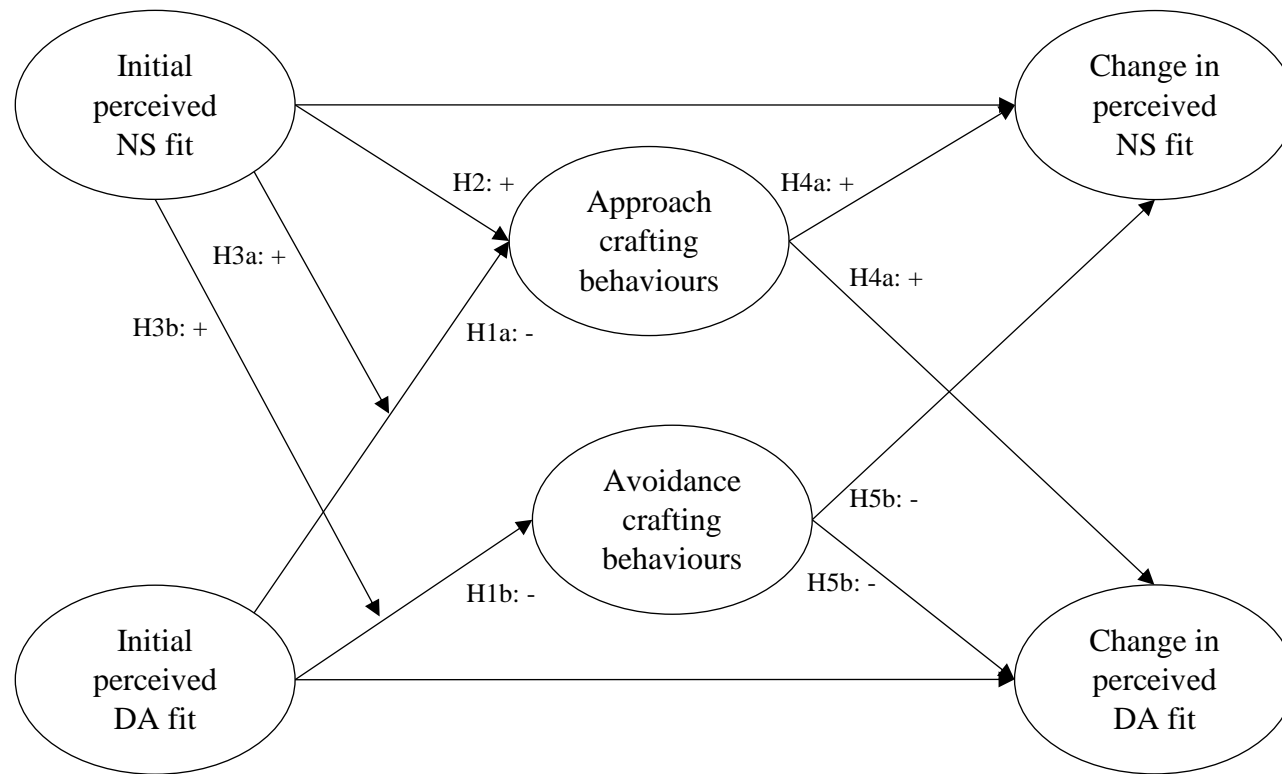 Initial
perceived
NS fit
Change in
perceived
NS fit
H2: +
H4a: +
Approach
crafting
behaviours
H3a: +
H4a: +
H3b: +
H1a: -
Avoidance
crafting
behaviours
H5b: -
H1b: -
H5b: -
Initial
perceived
DA fit
Change in
perceived
DA fit